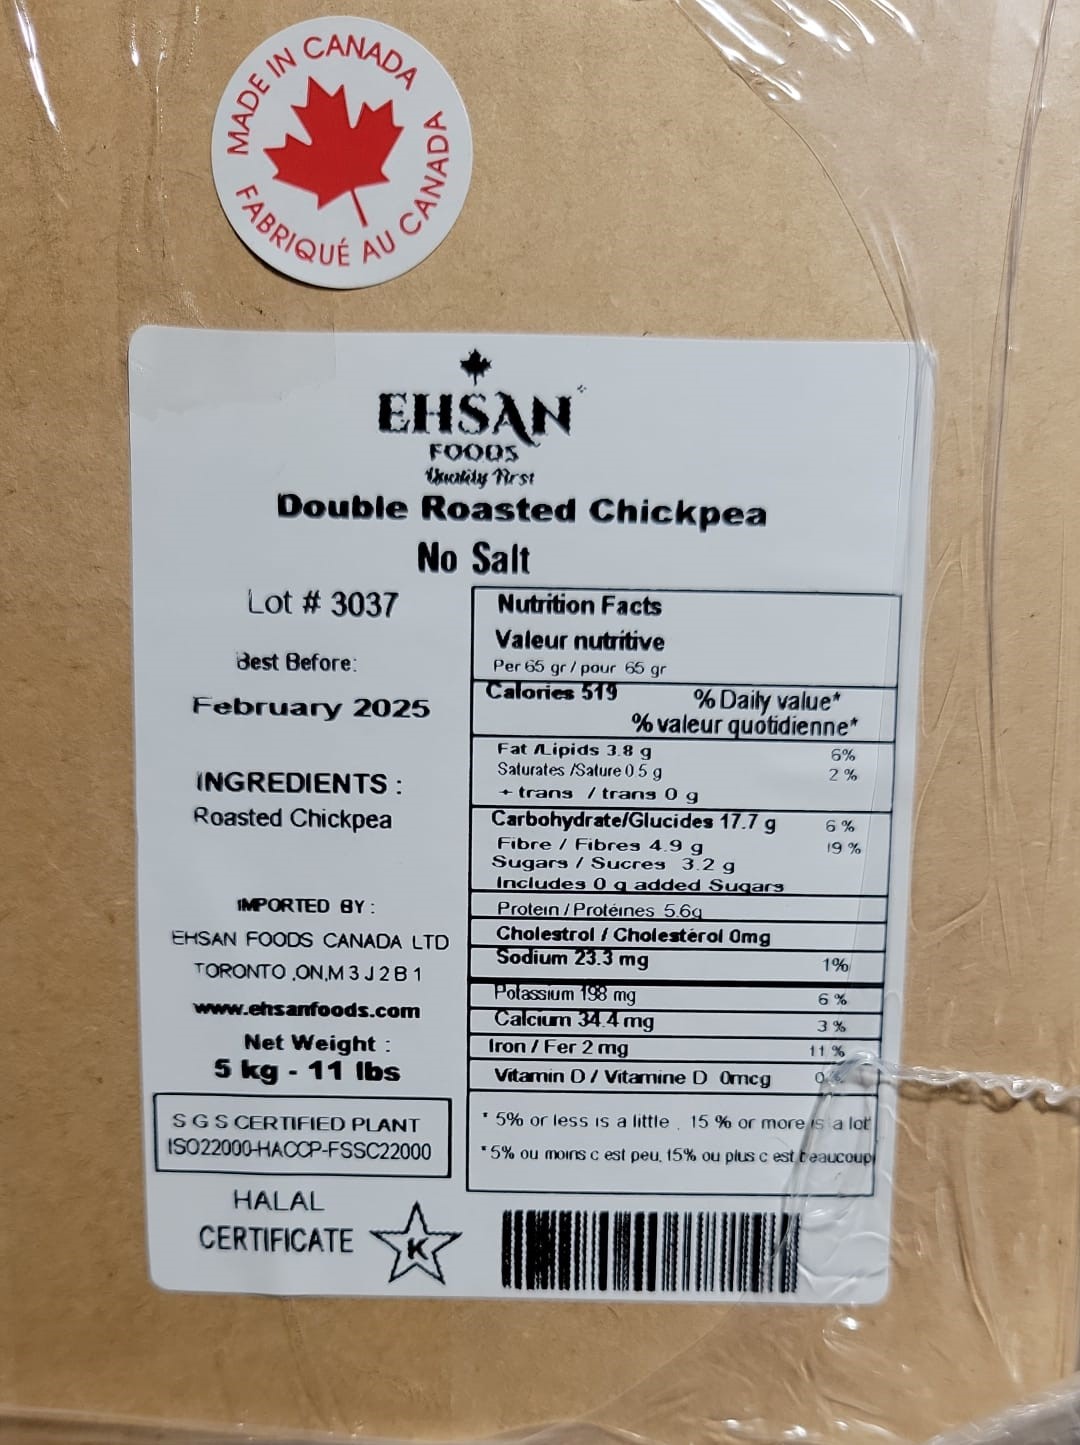 MADE IN CANADA
FABRIQUÉ AU CANADA
EHSAN
FOODS
Quality First
Double Roasted Chickpea
No Salt
Lot # 3037
Best Before:
February 2025
INGREDIENTS :
Roasted Chickpea
IMPORTED BY :
EHSAN FOODS CANADA LTD
TORONTO ,ON,M 3 J 2 B 1
www.ehsanfoods.com
Net Weight :
5 kg - 11 lbs
S G S CERTIFIED PLANT
ISO22000-HACCP-FSSC22000
HALAL
CERTIFICATE
K
Nutrition Facts
Valeur nutritive
Per 65 gr / pour 65 gr
Calories 519
% Daily value*
% valeur quotidienne*
Fat /Lipids 3.8 g 6%
Saturates /Sature 0.5 g 2 %
+ trans / trans 0 g
Carbohydrate/Glucides 17.7 g 6 %
Fibre / Fibres 4.9 g 19 %
Sugars / Sucres 3.2 g
Includes 0 g added Sugars
Protein / Protéines 5.6g
Cholestrol / Cholestérol 0mg
Sodium 23.3 mg 1%
Potassium 198 mg 6 %
Calcium 34.4 mg 3 %
Iron / Fer 2 mg 11 %
Vitamin D / Vitamine D 0mcg 0%
* 5% or less is a little , 15 % or more is a lot
*5% ou moins c est peu, 15% ou plus c est beaucoup